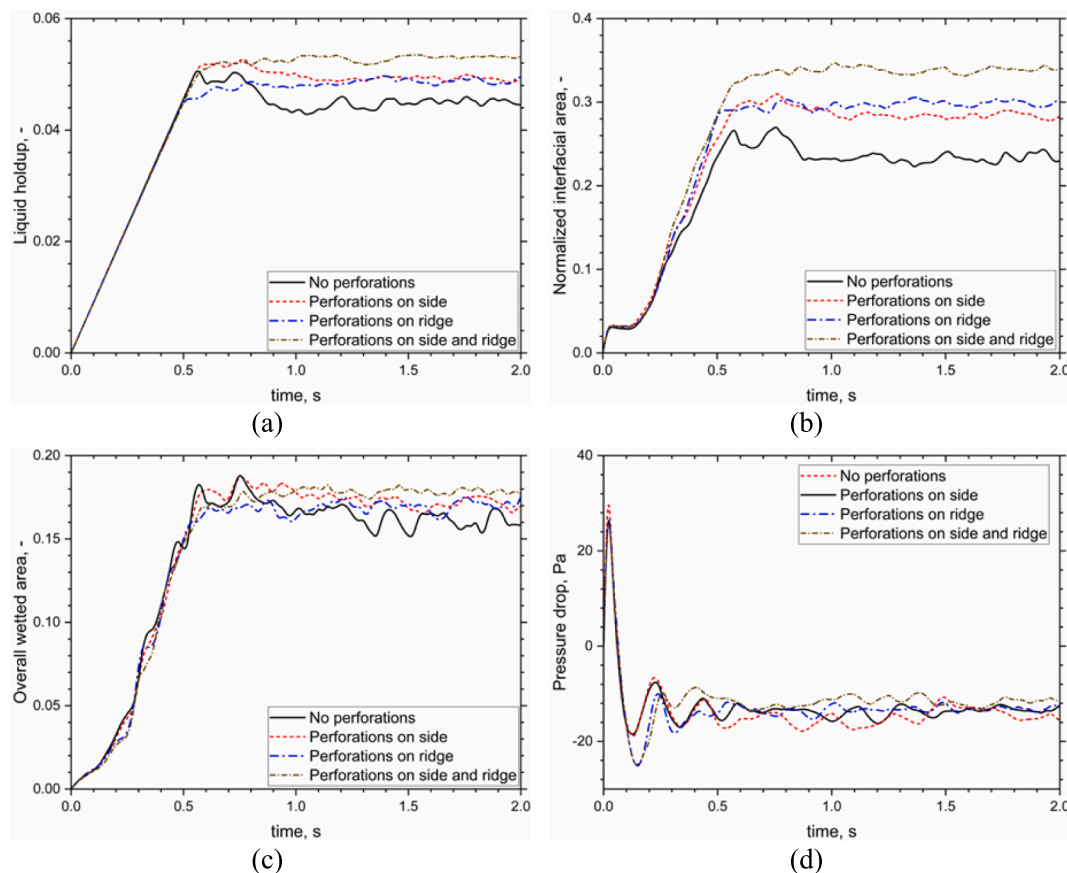 0.06
0.04
0.02
0.00
Liquid holdup, -
No perforations
Perforations on side
Perforations on ridge
Perforations on side and ridge
0.0 0.5 1.0 1.5 2.0
time, s
(a)
0.4
0.3
0.2
0.1
0.0
Normalized interfacial area, -
No perforations
Perforations on side
Perforations on ridge
Perforations on side and ridge
0.0 0.5 1.0 1.5 2.0
time, s
(b)
0.20
0.15
0.10
0.05
0.00
Overall wetted area, -
No perforations
Perforations on side
Perforations on ridge
Perforations on side and ridge
0.0 0.5 1.0 1.5 2.0
time, s
(c)
40
20
0
-20
Pressure drop, Pa
No perforations
Perforations on side
Perforations on ridge
Perforations on side and ridge
0.0 0.5 1.0 1.5 2.0
time, s
(d)